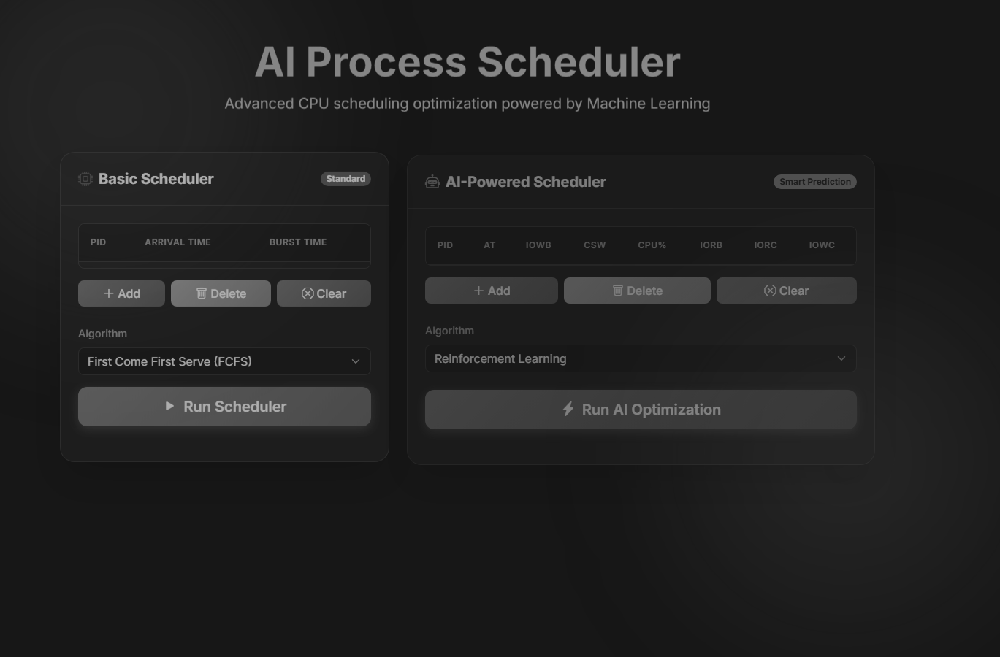 AI Process Scheduler
Advanced CPU scheduling optimization powered by Machine Learning
Basic Scheduler
Standard
PID ARRIVAL TIME BURST TIME
Add Delete Clear
Algorithm
First Come First Serve (FCFS)
Run Scheduler
AI-Powered Scheduler
Smart Prediction
PID AT IOWB CSW CPU% IORB IORC IOWC
Add Delete Clear
Algorithm
Reinforcement Learning
Run AI Optimization